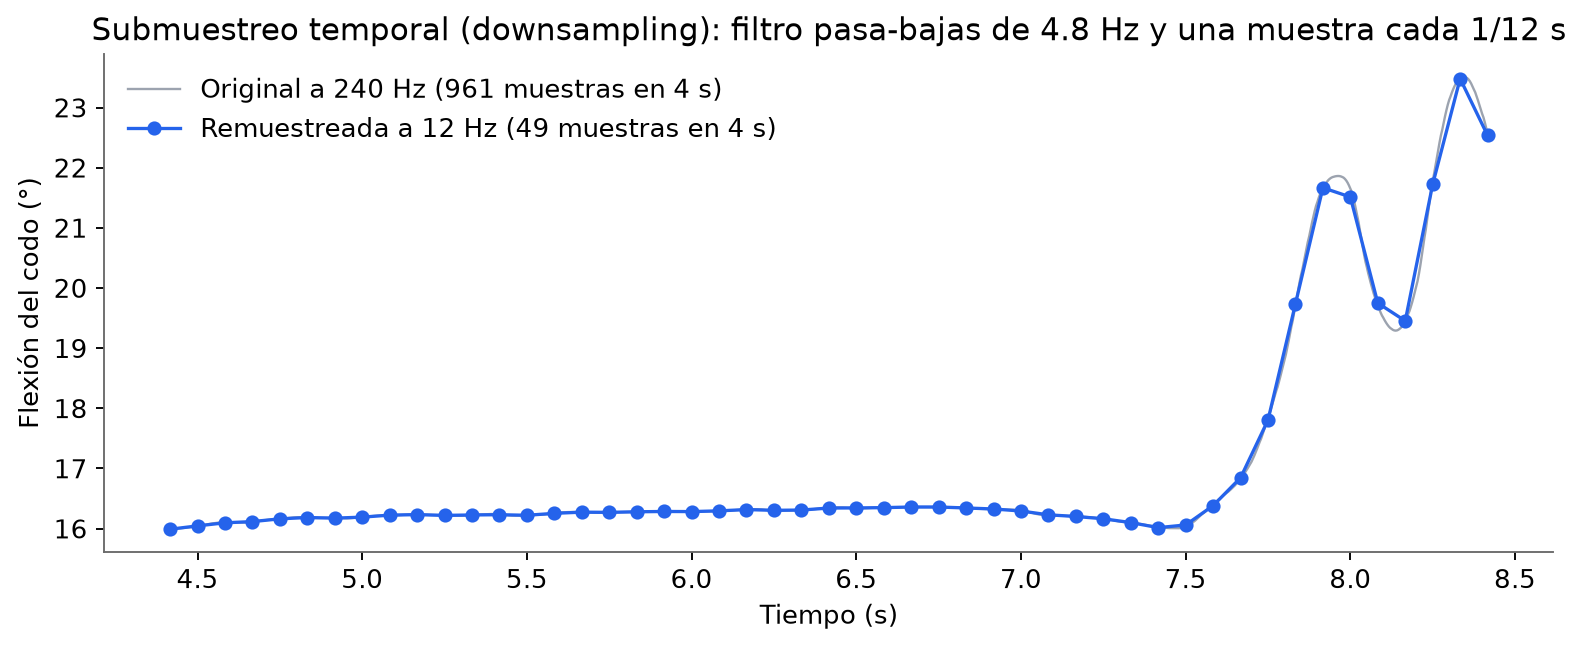 Submuestreo temporal (downsampling): filtro pasa-bajas de 4.8 Hz y una muestra cada 1/12 s
Original a 240 Hz (961 muestras en 4 s)
Remuestreada a 12 Hz (49 muestras en 4 s)
Flexión del codo (°)
23
22
21
20
19
18
17
16
4.5 5.0 5.5 6.0 6.5 7.0 7.5 8.0 8.5
Tiempo (s)